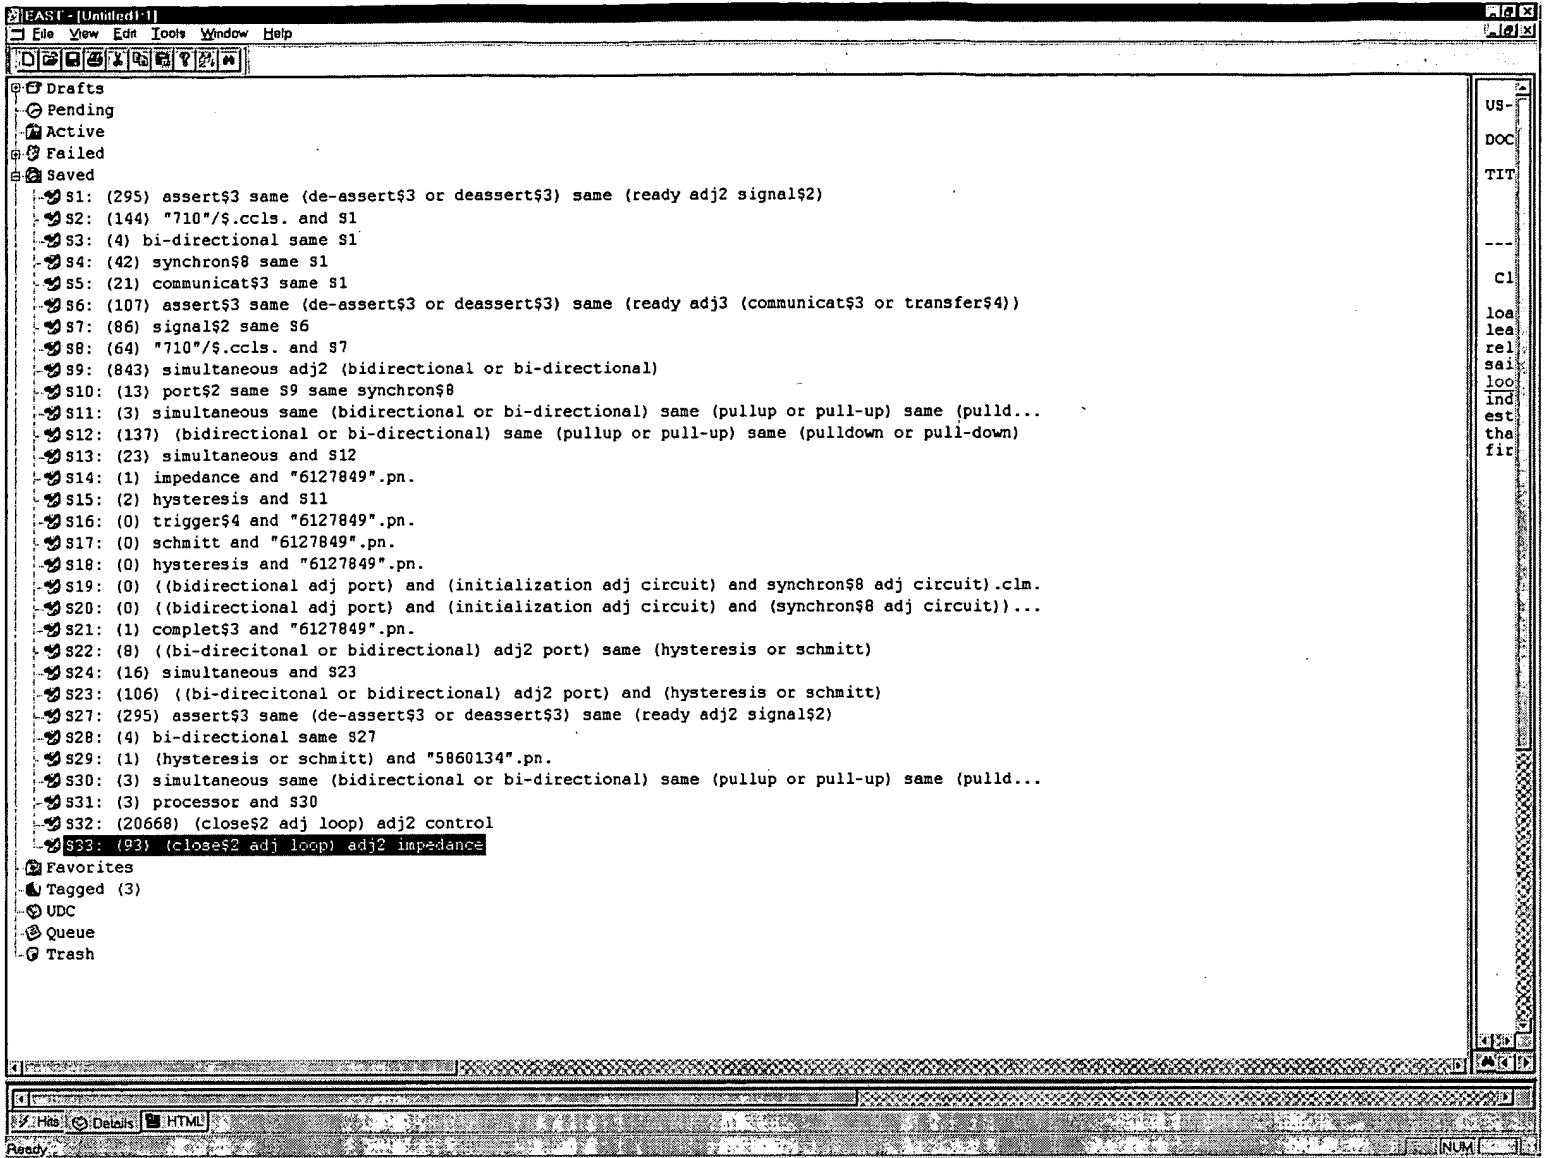 EAST - [Untitled1:1]
File View Edit Tools Window Help
Drafts
Pending
Active
Failed
Saved
S1: (295) assert$3 same (de-assert$3 or deassert$3) same (ready adj2 signal$2)
S2: (144) "710"/$.ccls. and S1
S3: (4) bi-directional same S1
S4: (42) synchron$8 same S1
S5: (21) communicat$3 same S1
S6: (107) assert$3 same (de-assert$3 or deassert$3) same (ready adj3 (communicat$3 or transfer$4))
S7: (86) signal$2 same S6
S8: (64) "710"/$.ccls. and S7
S9: (843) simultaneous adj2 (bidirectional or bi-directional)
S10: (13) port$2 same S9 same synchron$8
S11: (3) simultaneous same (bidirectional or bi-directional) same (pullup or pull-up) same (pulld...
S12: (137) (bidirectional or bi-directional) same (pullup or pull-up) same (pulldown or pull-down)
S13: (23) simultaneous and S12
S14: (1) impedance and "6127849".pn.
S15: (2) hysteresis and S11
S16: (0) trigger$4 and "6127849".pn.
S17: (0) schmitt and "6127849".pn.
S18: (0) hysteresis and "6127849".pn.
S19: (0) ((bidirectional adj port) and (initialization adj circuit) and synchron$8 adj circuit).clm.
S20: (0) ((bidirectional adj port) and (initialization adj circuit) and (synchron$8 adj circuit))...
S21: (1) complet$3 and "6127849".pn.
S22: (8) ((bi-direcitonal or bidirectional) adj2 port) same (hysteresis or schmitt)
S24: (16) simultaneous and S23
S23: (106) ((bi-direcitonal or bidirectional) adj2 port) and (hysteresis or schmitt)
S27: (295) assert$3 same (de-assert$3 or deassert$3) same (ready adj2 signal$2)
S28: (4) bi-directional same S27
S29: (1) (hysteresis or schmitt) and "5860134".pn.
S30: (3) simultaneous same (bidirectional or bi-directional) same (pullup or pull-up) same (pulld...
S31: (3) processor and S30
S32: (20668) (close$2 adj loop) adj2 control
S33: (93) (close$2 adj loop) adj2 impedance
Favorites
Tagged (3)
UDC
Queue
Trash
US-
DOC
TIT
---
Cl
loa
lea
rel
sai
loo
ind
est
tha
fir
Hits Details HTML
Ready NUM